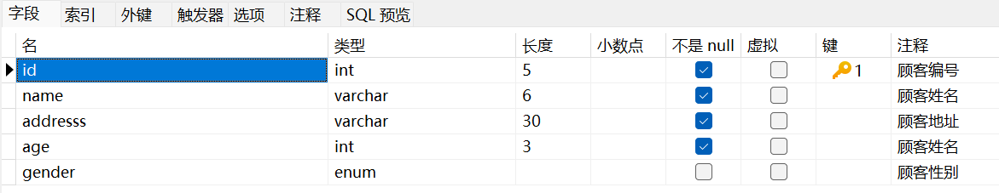 字段 索引 外键 触发器 选项 注释 SQL 预览
名 类型 长度 小数点 不是 null 虚拟 键 注释
id int 5 1 顾客编号
name varchar 6 顾客姓名
addresss varchar 30 顾客地址
age int 3 顾客姓名
gender enum 顾客性别